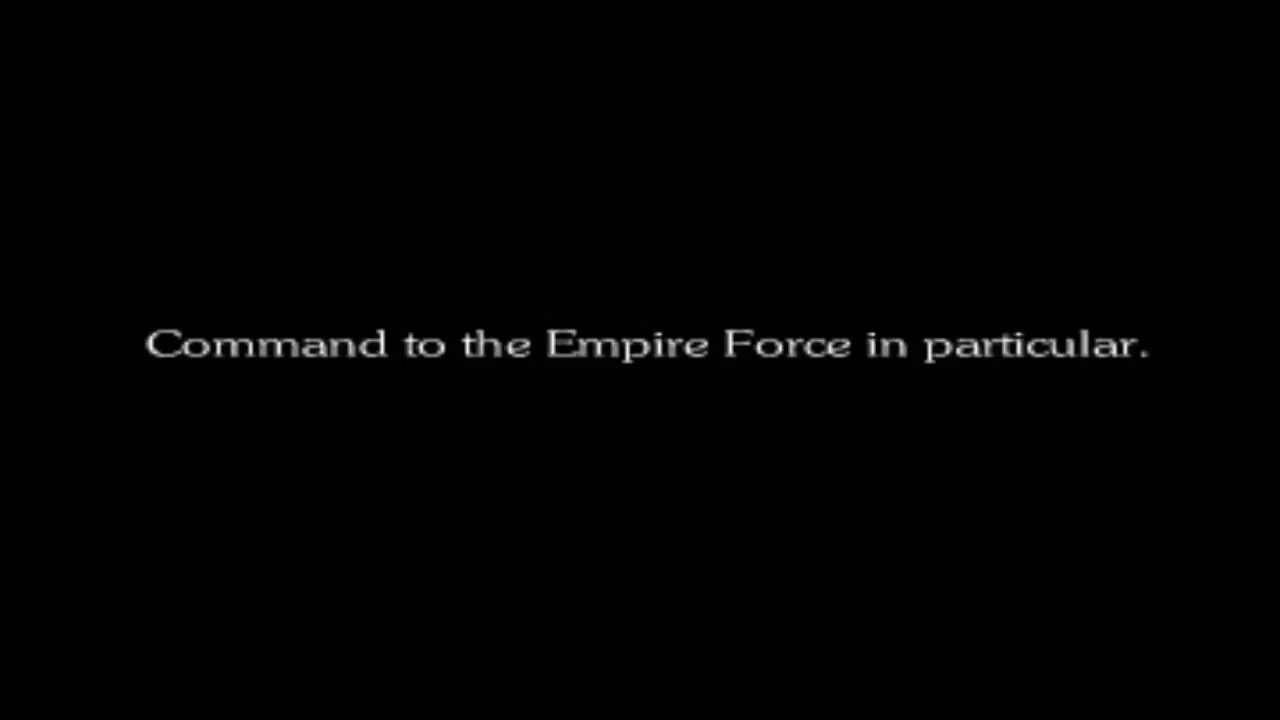 Command to the Empire Force in particular.